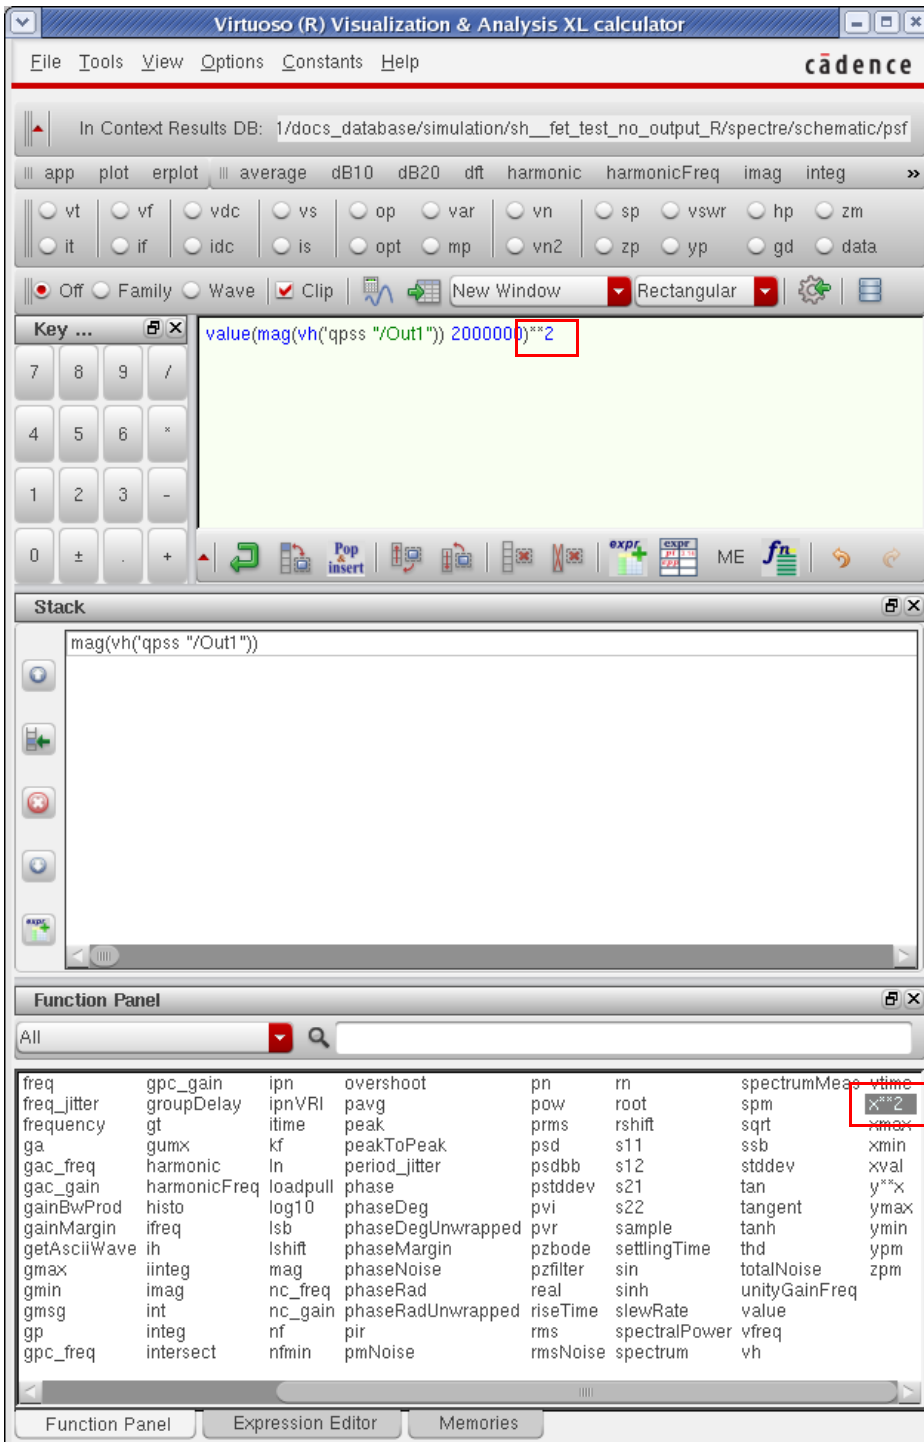 Virtuoso (R) Visualization & Analysis XL calculator
File Tools View Options Constants Help
cādence
In Context Results DB: 1/docs_database/simulation/sh__fet_test_no_output_R/spectre/schematic/psf
app plot erplot average dB10 dB20 dft harmonic harmonicFreq imag integ »
vt vf vdc vs op var vn sp vswr hp zm
it if idc is opt mp vn2 zp yp gd data
Off Family Wave Clip New Window Rectangular
Key ...
value(mag(vh('qpss "/Out1")) 2000000)**2
7 8 9 /
4 5 6 *
1 2 3 -
0 ± . +
Pop insert
expr
expr
ME
fn
Stack
mag(vh('qpss "/Out1"))
expr
Function Panel
All
freq gpc_gain ipn overshoot pn rn spectrumMeas vtime
freq_jitter groupDelay ipnVRI pavg pow root spm x**2
frequency gt itime peak prms rshift sqrt xmax
ga gumx kf peakToPeak psd s11 ssb xmin
gac_freq harmonic ln period_jitter psdbb s12 stddev xval
gac_gain harmonicFreq loadpull phase pstddev s21 tan y**x
gainBwProd histo log10 phaseDeg pvi s22 tangent ymax
gainMargin ifreq lsb phaseDegUnwrapped pvr sample tanh ymin
getAsciiWave ih lshift phaseMargin pzbode settlingTime thd ypm
gmax iinteg mag phaseNoise pzfilter sin totalNoise zpm
gmin imag nc_freq phaseRad real sinh unityGainFreq
gmsg int nc_gain phaseRadUnwrapped riseTime slewRate value
gp integ nf pir rms spectralPower vfreq
gpc_freq intersect nfmin pmNoise rmsNoise spectrum vh
Function Panel Expression Editor Memories